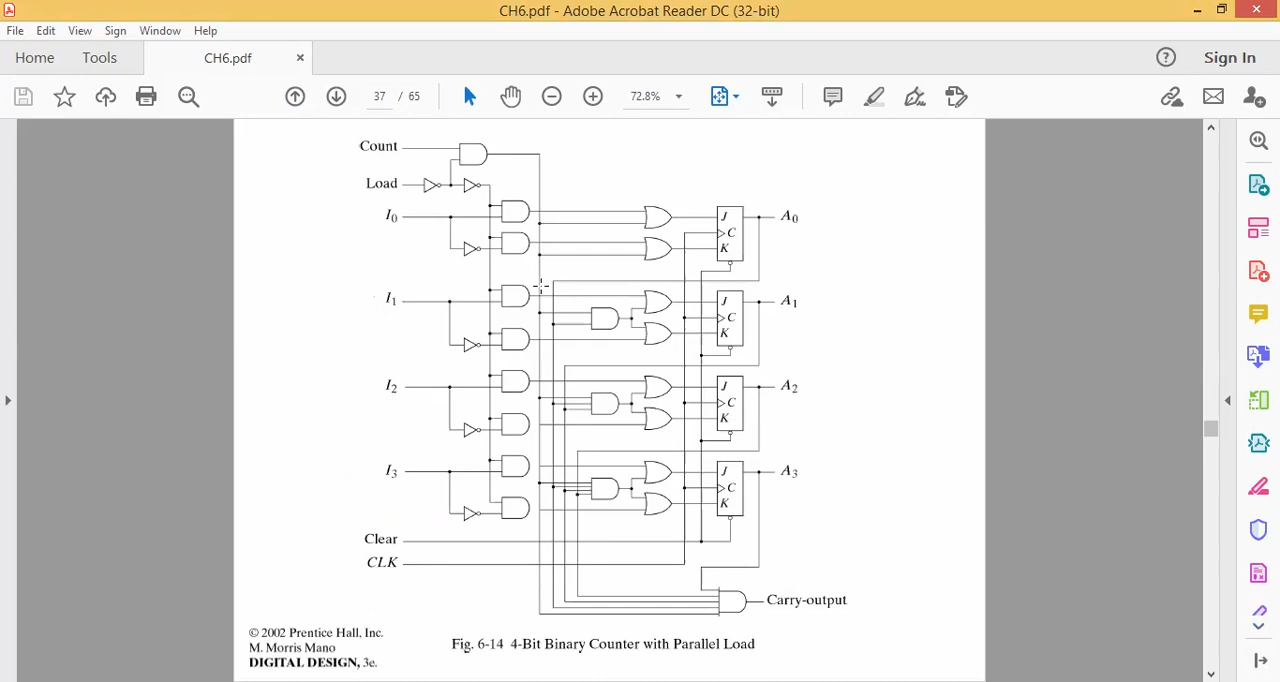 CH6.pdf - Adobe Acrobat Reader DC (32-bit)
File Edit View Sign Window Help
Home Tools CH6.pdf × Sign In
37 / 65 72.8%
Count
Load
I0
J
C
K
A0
I1
J
C
K
A1
I2
J
C
K
A2
I3
J
C
K
A3
Clear
CLK
Carry-output
© 2002 Prentice Hall, Inc.
M. Morris Mano
DIGITAL DESIGN, 3e.
Fig. 6-14 4-Bit Binary Counter with Parallel Load